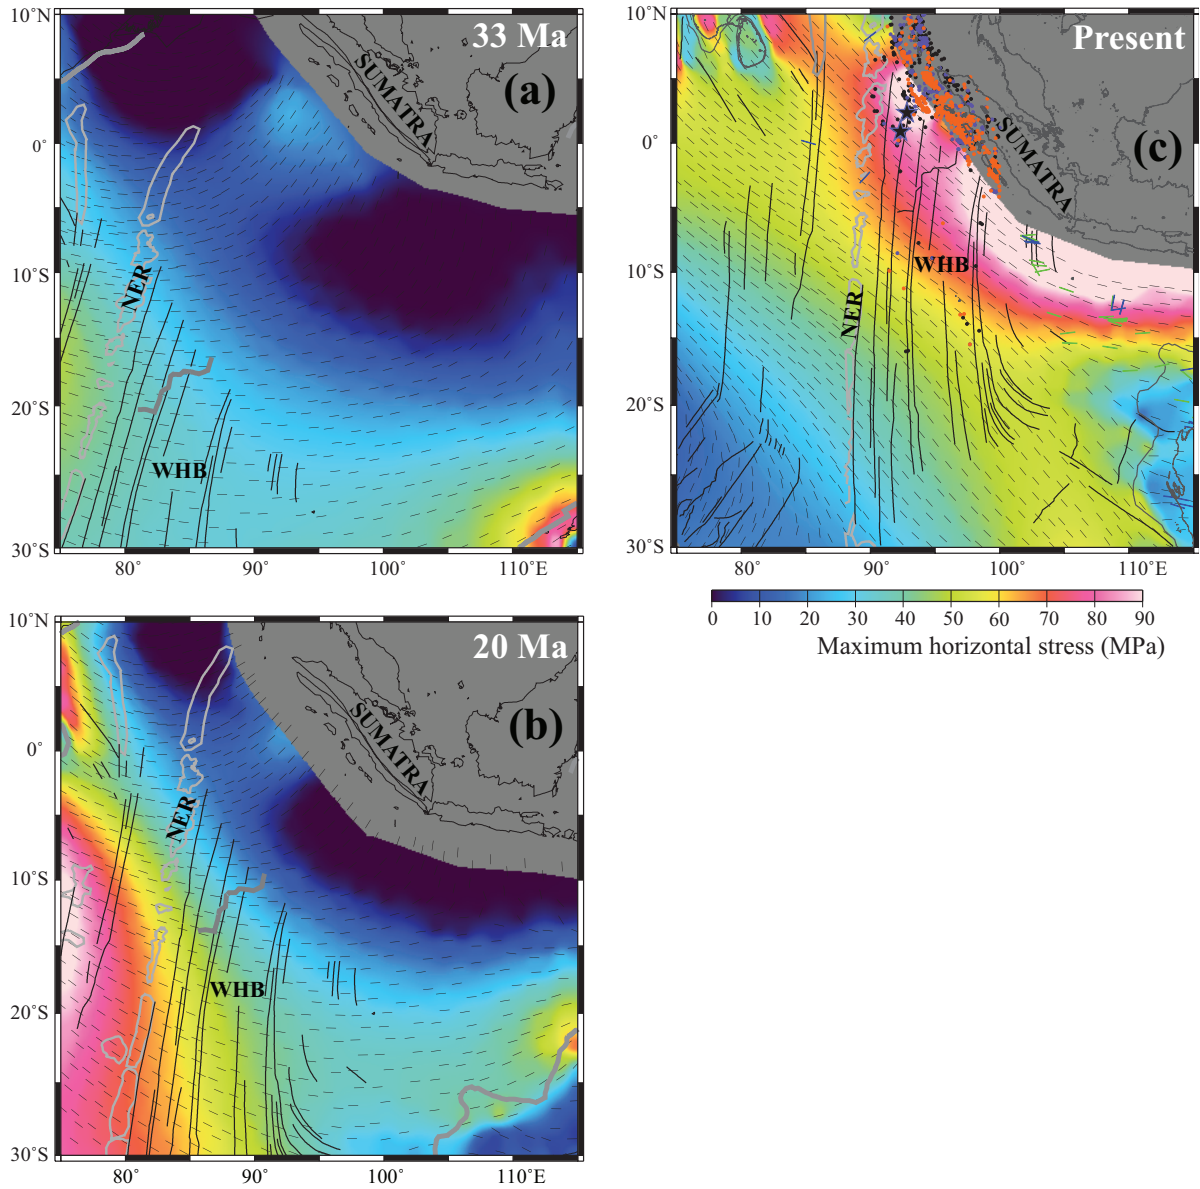 10˚N
0˚
10˚S
20˚S
30˚S
33 Ma
(a)
SUMATRA
NER
WHB
80˚
90˚
100˚
110˚E
10˚N
0˚
10˚S
20˚S
30˚S
Present
(c)
SUMATRA
NER
WHB
80˚
90˚
100˚
110˚E
0 10 20 30 40 50 60 70 80 90
Maximum horizontal stress (MPa)
10˚N
0˚
10˚S
20˚S
30˚S
20 Ma
(b)
SUMATRA
NER
WHB
80˚
90˚
100˚
110˚E